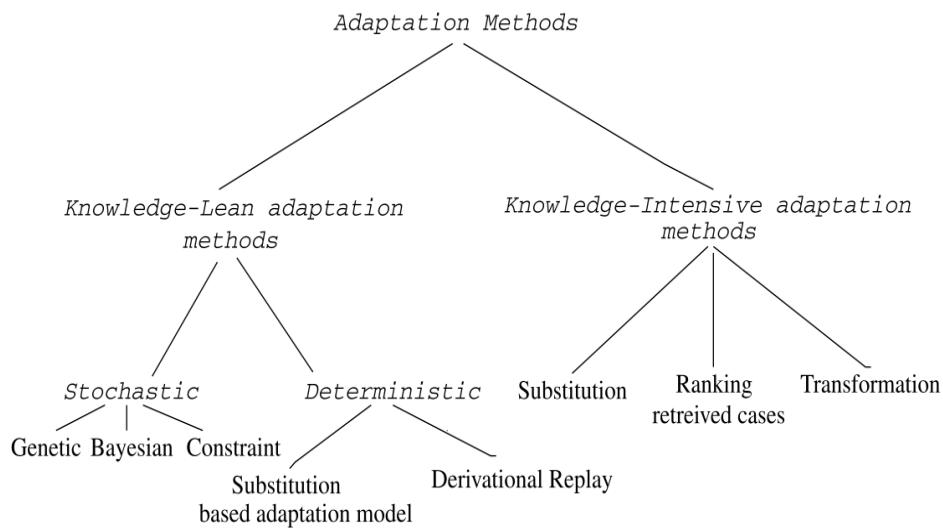 Adaptation Methods
Knowledge-Lean adaptation
methods
Knowledge-Intensive adaptation
methods
Stochastic
Deterministic
Substitution
Ranking
retreived cases
Transformation
Genetic
Bayesian
Constraint
Substitution
based adaptation model
Derivational Replay